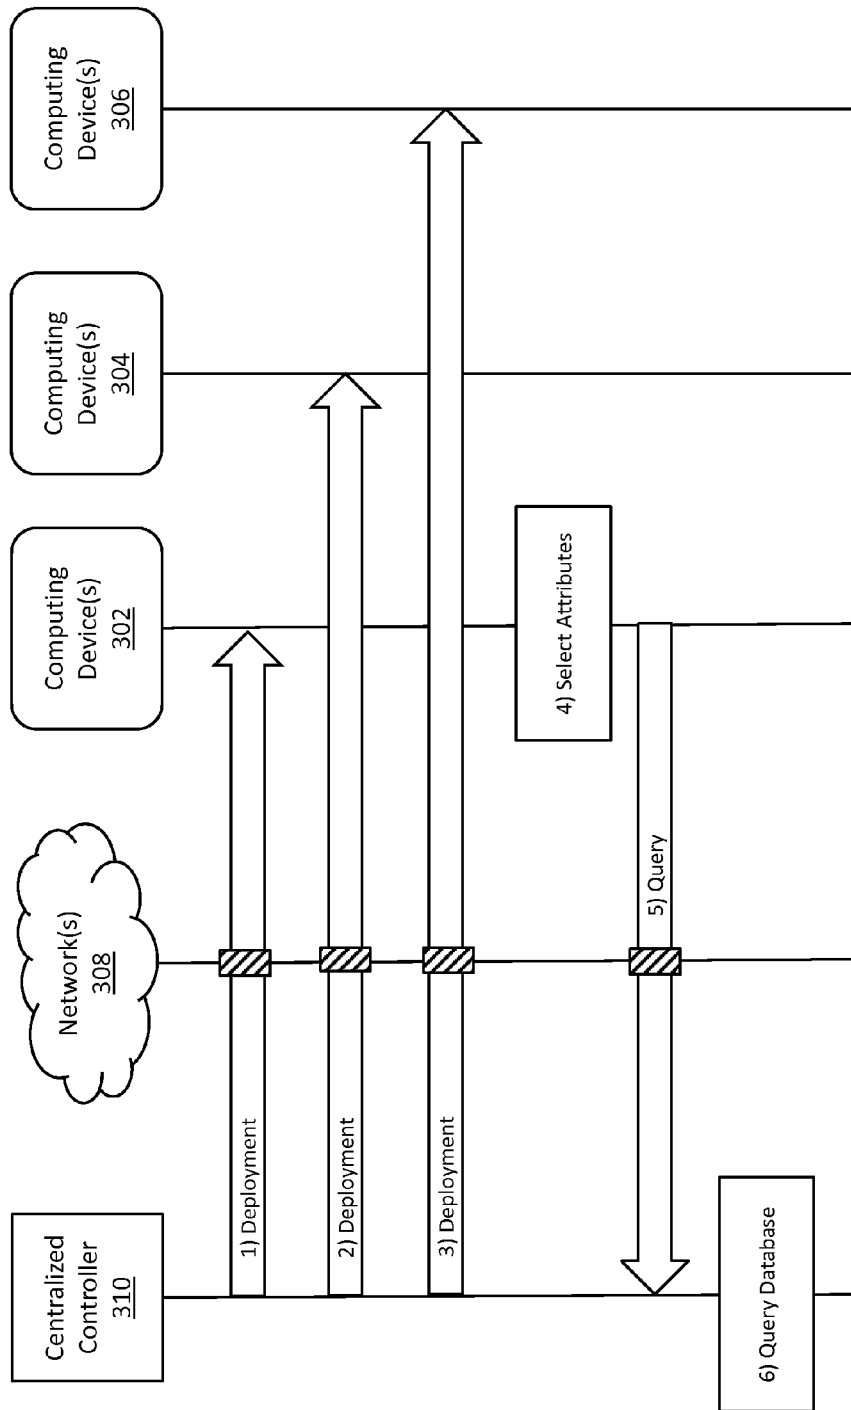 Centralized
Controller
310
Network(s)
308
Computing
Device(s)
302
Computing
Device(s)
304
Computing
Device(s)
306
1) Deployment
2) Deployment
3) Deployment
4) Select Attributes
5) Query
6) Query Database